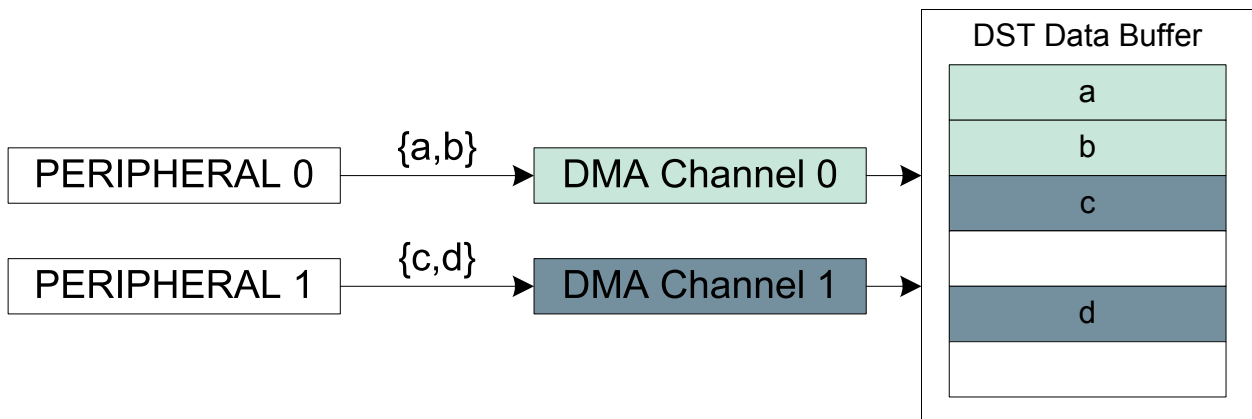 DST Data Buffer
a
b
c
d
PERIPHERAL 0
{a,b}
DMA Channel 0
PERIPHERAL 1
{c,d}
DMA Channel 1